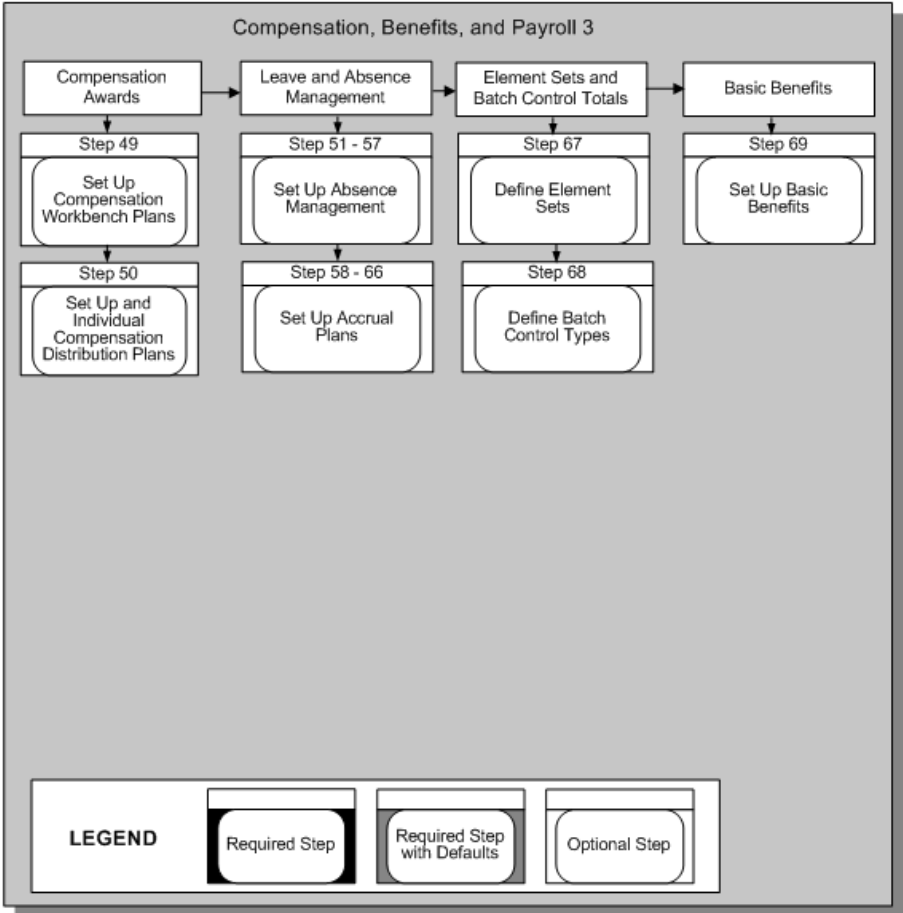 Compensation, Benefits, and Payroll 3
Compensation
Awards
Leave and Absence
Management
Element Sets and
Batch Control Totals
Basic Benefits
Step 49
Set Up
Compensation
Workbench Plans
Step 50
Set Up and
Individual
Compensation
Distribution Plans
Step 51 - 57
Set Up Absence
Management
Step 58 - 66
Set Up Accrual
Plans
Step 67
Define Element
Sets
Step 68
Define Batch
Control Types
Step 69
Set Up Basic
Benefits
LEGEND
Required Step
Required Step
with Defaults
Optional Step